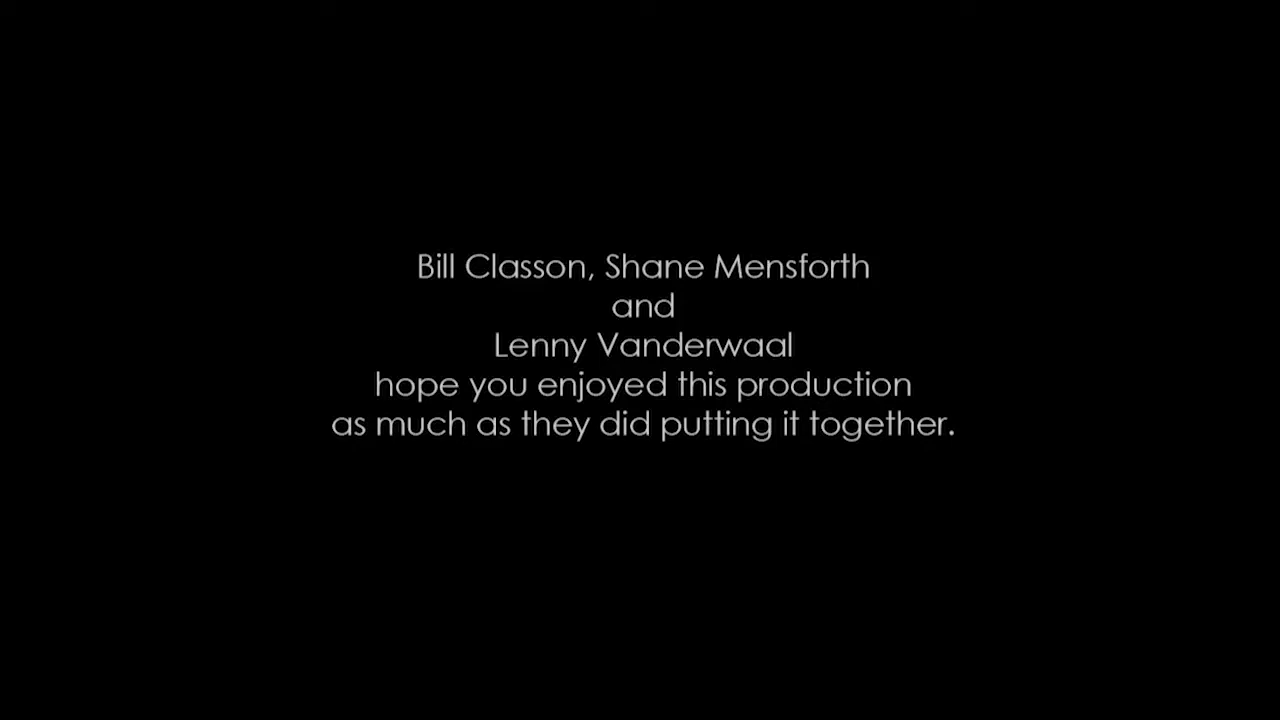 Bill Classon, Shane Mensforth
and
Lenny Vanderwaal
hope you enjoyed this production
as much as they did putting it together.